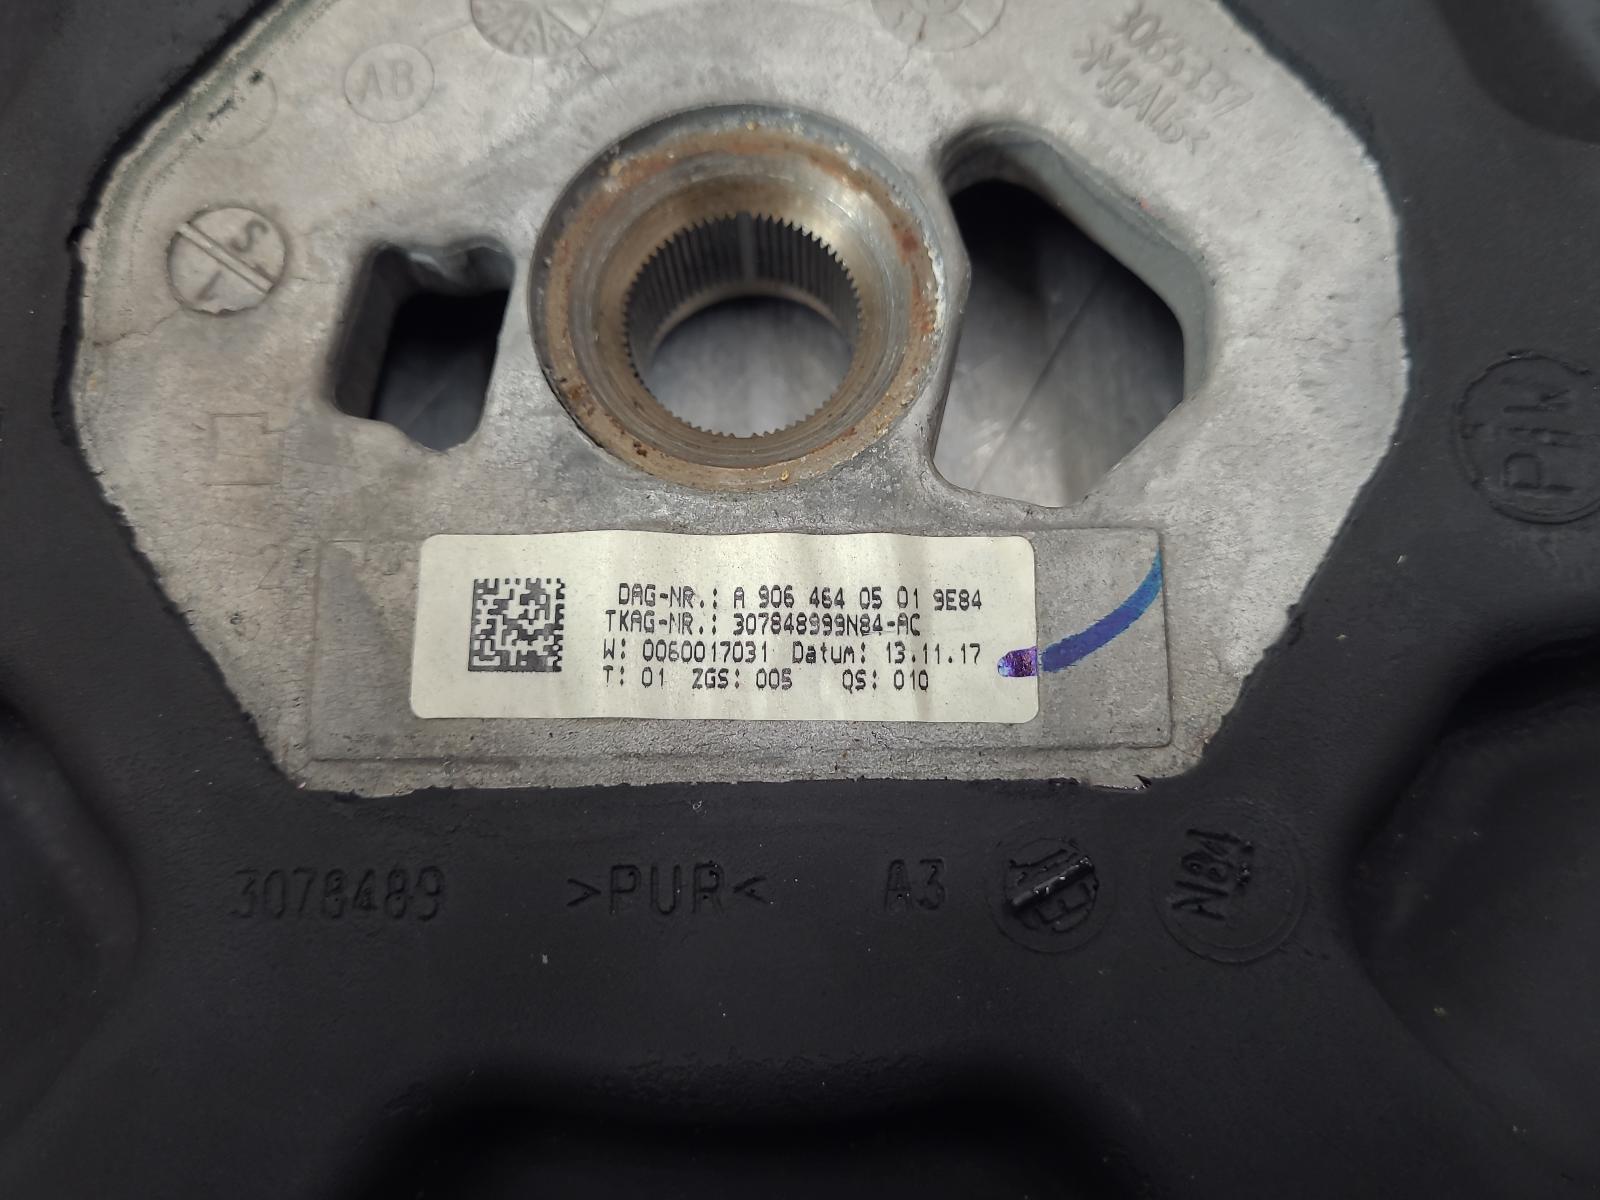 AB
3065337
>MgAl6<
S
DAG-NR.: A 906 464 05 01 9E84
TKAG-NR.: 307848999N84-AC
W: 0060017031 Datum: 13.11.17
T: 01 ZGS: 005 QS: 010
3078489 >PUR< A3 N84